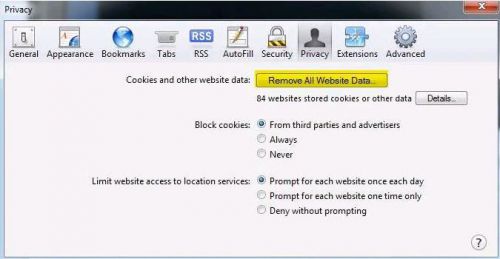 Privacy
RSS
General Appearance Bookmarks Tabs RSS AutoFill Security Privacy Extensions Advanced
Cookies and other website data: Remove All Website Data...
84 websites stored cookies or other data Details...
Block cookies: From third parties and advertisers
Always
Never
Limit website access to location services: Prompt for each website once each day
Prompt for each website one time only
Deny without prompting
?